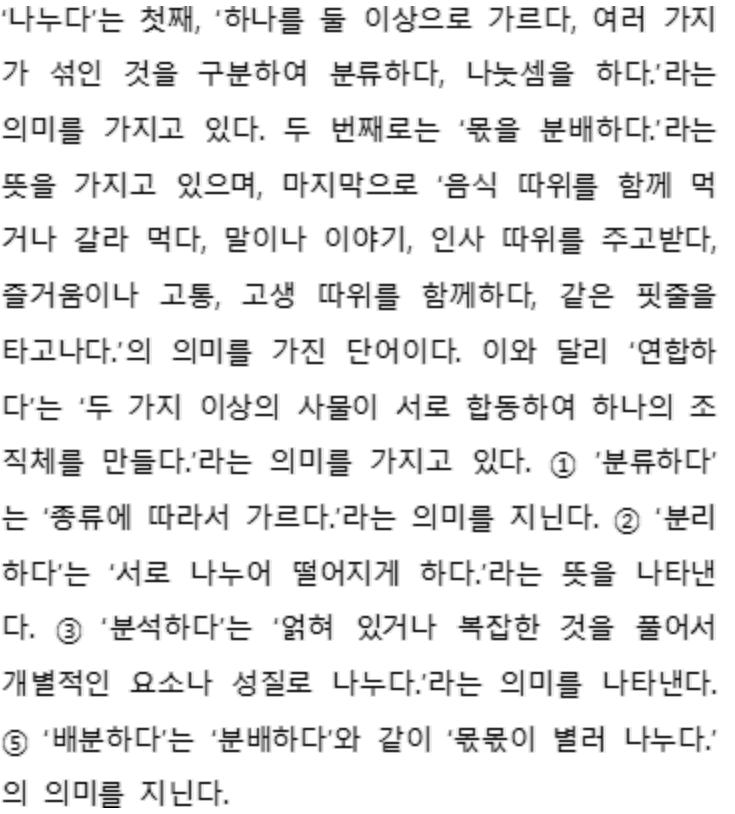 ‘나누다’는 첫째, ‘하나를 둘 이상으로 가르다, 여러 가지
가 섞인 것을 구분하여 분류하다, 나눗셈을 하다.’라는
의미를 가지고 있다. 두 번째로는 ‘몫을 분배하다.’라는
뜻을 가지고 있으며, 마지막으로 ‘음식 따위를 함께 먹
거나 갈라 먹다, 말이나 이야기, 인사 따위를 주고받다,
즐거움이나 고통, 고생 따위를 함께하다, 같은 핏줄을
타고나다.’의 의미를 가진 단어이다. 이와 달리 ‘연합하
다’는 ‘두 가지 이상의 사물이 서로 합동하여 하나의 조
직체를 만들다.’라는 의미를 가지고 있다. ① ‘분류하다’
는 ‘종류에 따라서 가르다.’라는 의미를 지닌다. ② ‘분리
하다’는 ‘서로 나누어 떨어지게 하다.’라는 뜻을 나타낸
다. ③ ‘분석하다’는 ‘얽혀 있거나 복잡한 것을 풀어서
개별적인 요소나 성질로 나누다.’라는 의미를 나타낸다.
⑤ ‘배분하다’는 ‘분배하다’와 같이 ‘몫몫이 별러 나누다.’
의 의미를 지닌다.